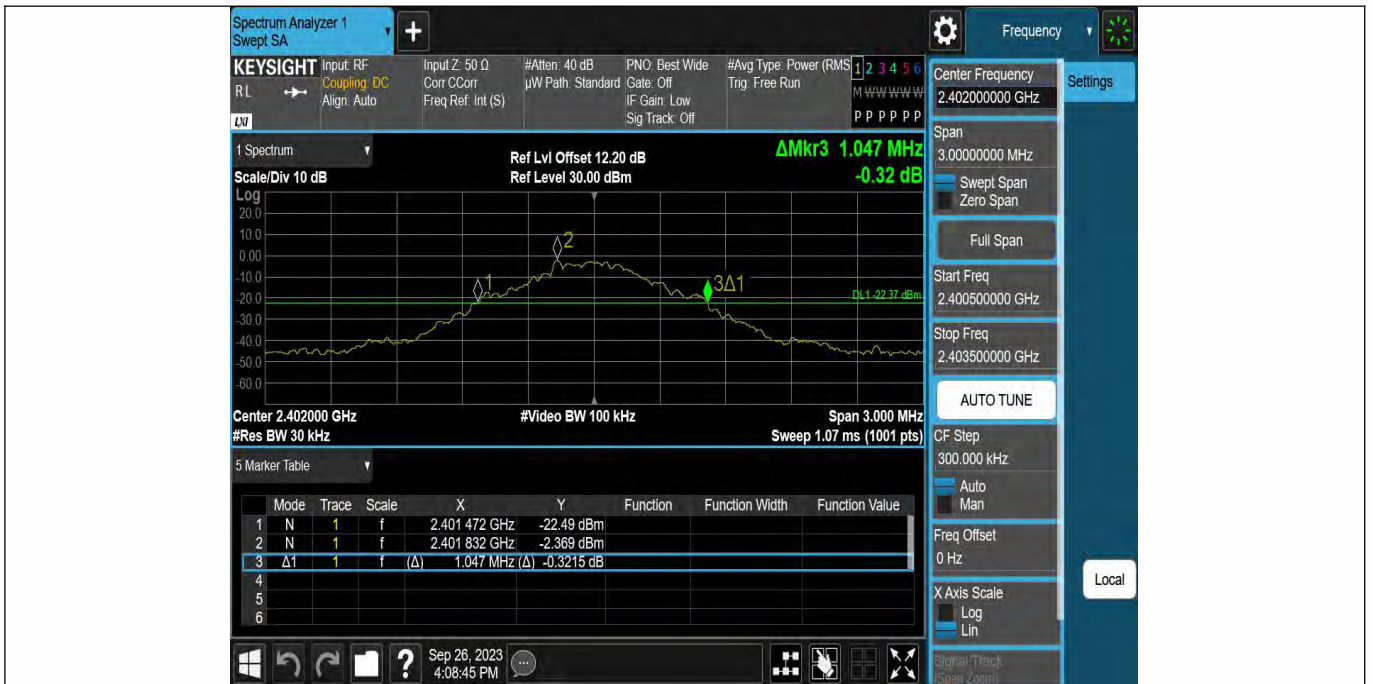 Spectrum Analyzer 1
Swept SA
+
Frequency
KEYSIGHT
RL
LXI
Input: RF
Coupling: DC
Align: Auto
Input Z: 50 Ω
Corr CCorr
Freq Ref: Int (S)
#Atten: 40 dB
µW Path: Standard
PNO: Best Wide
Gate: Off
IF Gain: Low
Sig Track: Off
#Avg Type: Power (RMS
Trig: Free Run
1 2 3 4 5 6
M W W W W W
P P P P P P
1 Spectrum
Scale/Div 10 dB
Ref Lvl Offset 12.20 dB
Ref Level 30.00 dBm
ΔMkr3 1.047 MHz
-0.32 dB
Log
20.0
10.0
0.00
-10.0
-20.0
-30.0
-40.0
-50.0
-60.0
1
2
3Δ1
DL1 -22.37 dBm
Center 2.402000 GHz
#Video BW 100 kHz
Span 3.000 MHz
#Res BW 30 kHz
Sweep 1.07 ms (1001 pts)
5 Marker Table
Mode Trace Scale X Y Function Function Width Function Value
1 N 1 f 2.401 472 GHz -22.49 dBm
2 N 1 f 2.401 832 GHz -2.369 dBm
3 Δ1 1 f (Δ) 1.047 MHz (Δ) -0.3215 dB
4
5
6
Sep 26, 2023
4:08:45 PM
?
Center Frequency
2.402000000 GHz
Settings
Span
3.00000000 MHz
Swept Span
Zero Span
Full Span
Start Freq
2.400500000 GHz
Stop Freq
2.403500000 GHz
AUTO TUNE
CF Step
300.000 kHz
Auto
Man
Freq Offset
0 Hz
X Axis Scale
Log
Lin
Signal Track
(Span Zoom)
Local